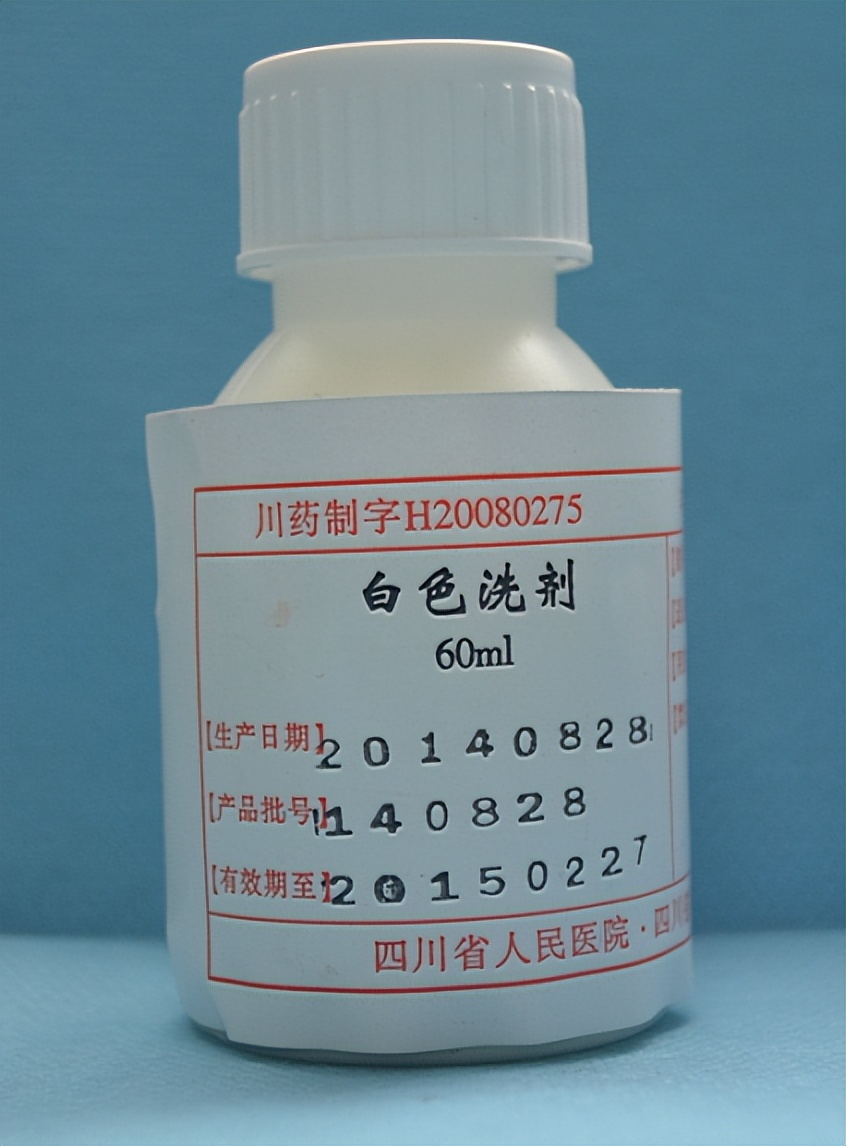 川药制字H20080275
白色洗剂
60ml
【生产日期】20140828
【产品批号】140828
【有效期至】20150227
四川省人民医院·四川